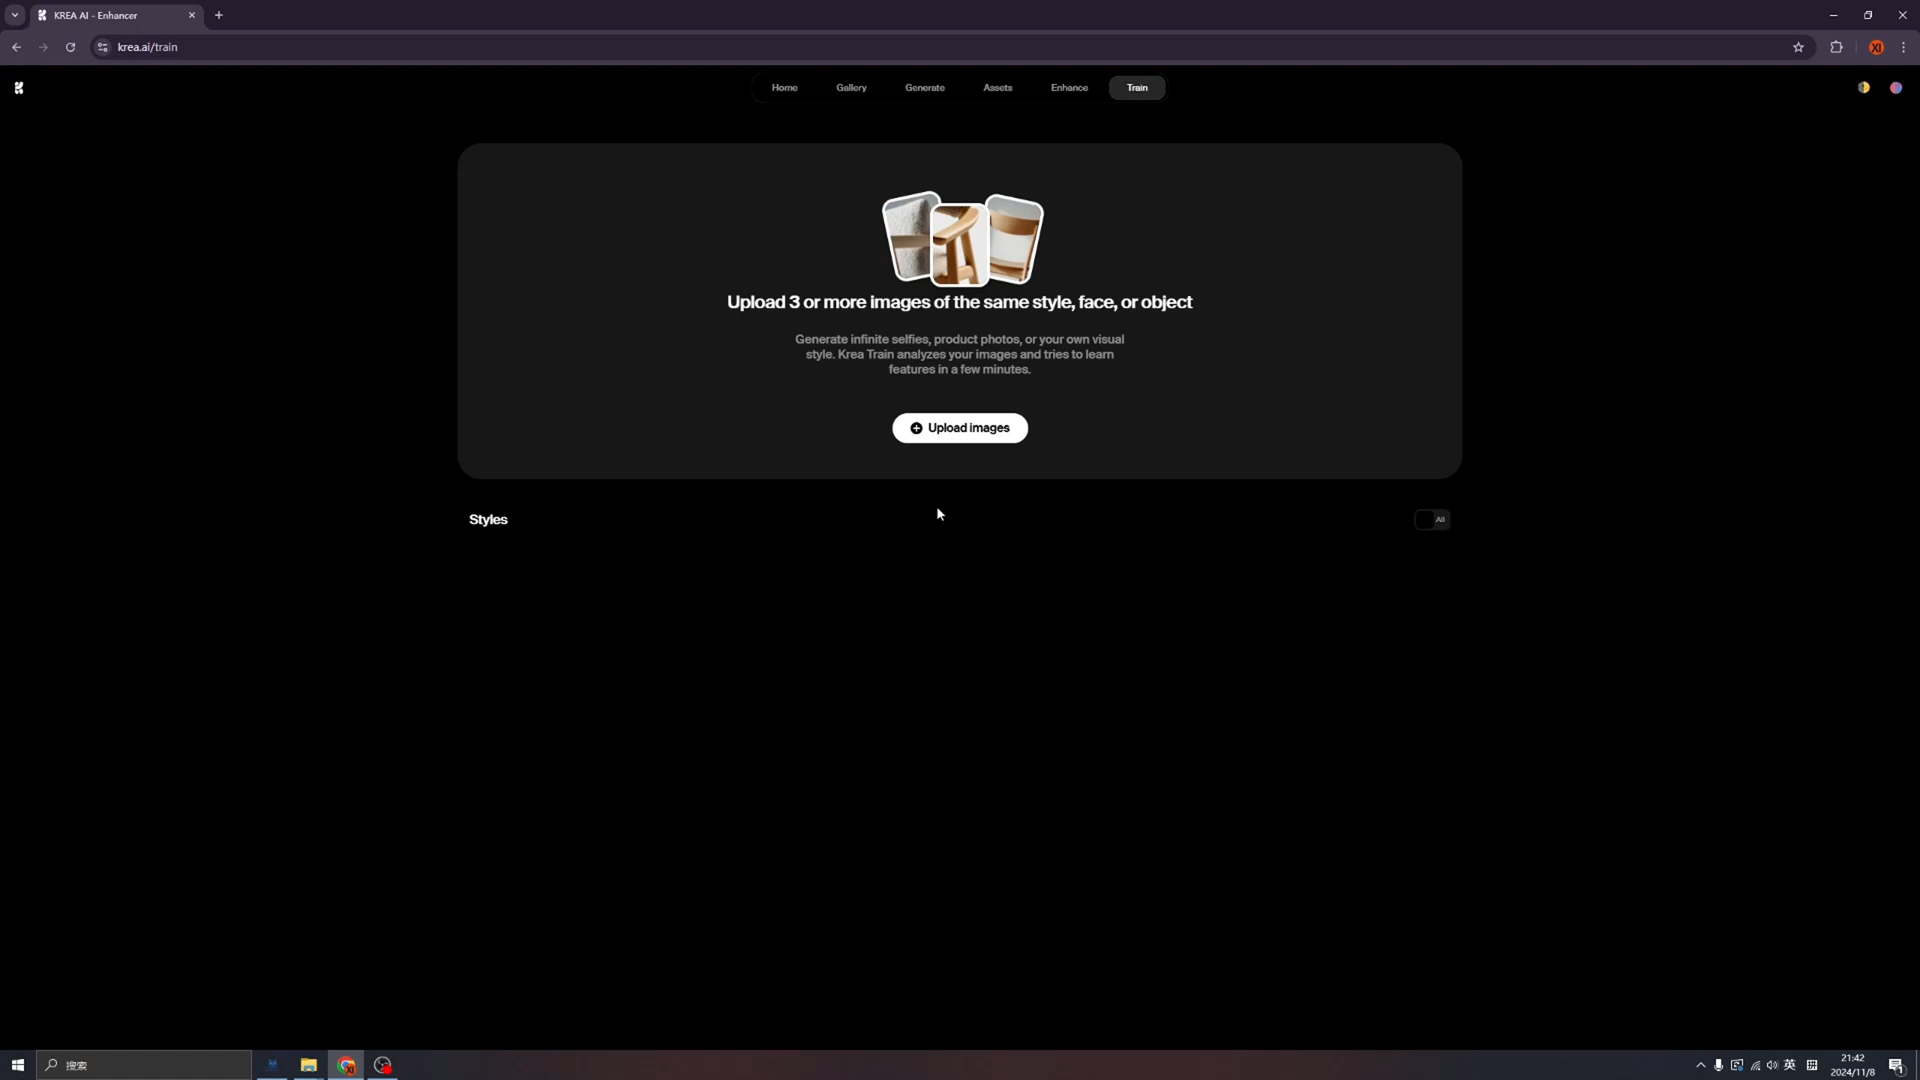 KREA AI - Enhancer
krea.ai/train
Home
Gallery
Generate
Assets
Enhance
Train
Upload 3 or more images of the same style, face, or object
Generate infinite selfies, product photos, or your own visual
style. Krea Train analyzes your images and tries to learn
features in a few minutes.
Upload images
Styles
All
搜索
英
拼
21:42
2024/11/8
1